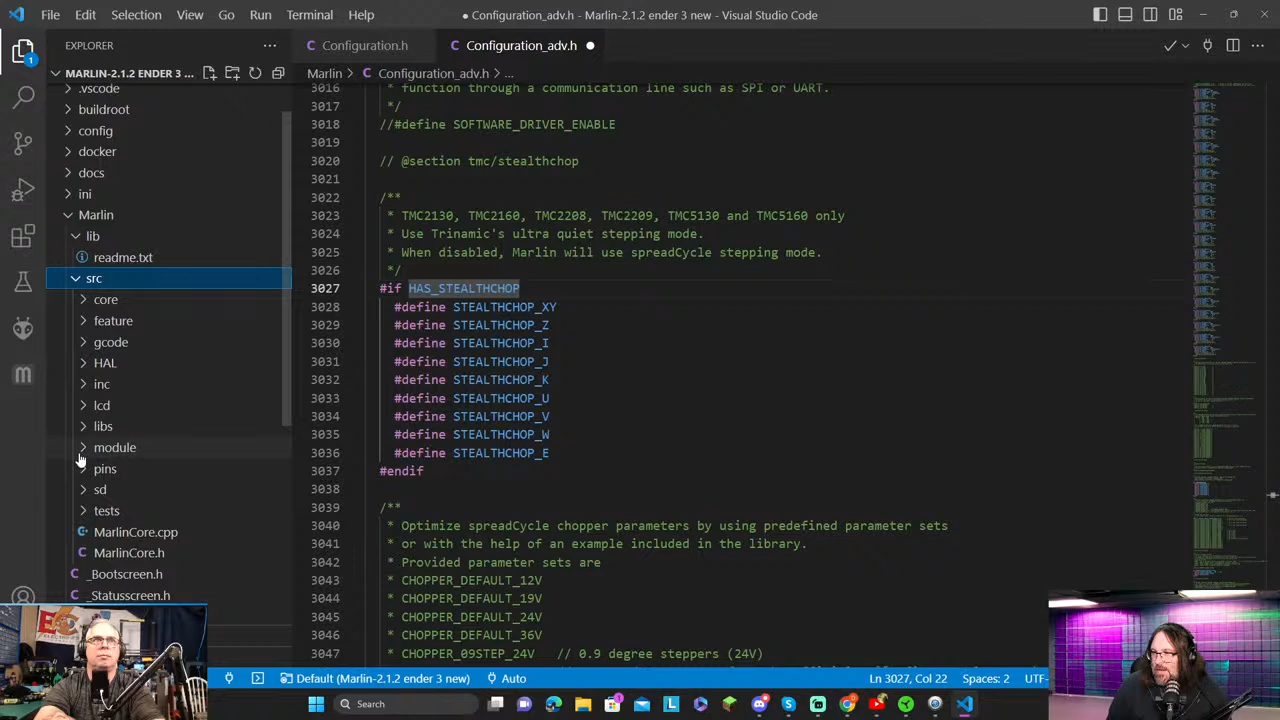 File Edit Selection View Go Run Terminal Help
● Configuration_adv.h - Marlin-2.1.2 ender 3 new - Visual Studio Code
EXPLORER
MARLIN-2.1.2 ENDER 3 ...
.vscode
buildroot
config
docker
docs
ini
Marlin
lib
readme.txt
src
core
feature
gcode
HAL
inc
lcd
libs
module
pins
sd
tests
MarlinCore.cpp
MarlinCore.h
_Bootscreen.h
_Statusscreen.h
1
Configuration.h
Configuration_adv.h ●
Marlin > C Configuration_adv.h > ...
3016 * function through a communication line such as SPI or UART.
3017 */
3018 //#define SOFTWARE_DRIVER_ENABLE
3019
3020 // @section tmc/stealthchop
3021
3022 /**
3023 * TMC2130, TMC2160, TMC2208, TMC2209, TMC5130 and TMC5160 only
3024 * Use Trinamic's ultra quiet stepping mode.
3025 * When disabled, Marlin will use spreadCycle stepping mode.
3026 */
3027 #if HAS_STEALTHCHOP
3028 #define STEALTHCHOP_XY
3029 #define STEALTHCHOP_Z
3030 #define STEALTHCHOP_I
3031 #define STEALTHCHOP_J
3032 #define STEALTHCHOP_K
3033 #define STEALTHCHOP_U
3034 #define STEALTHCHOP_V
3035 #define STEALTHCHOP_W
3036 #define STEALTHCHOP_E
3037 #endif
3038
3039 /**
3040 * Optimize spreadCycle chopper parameters by using predefined parameter sets
3041 * or with the help of an example included in the library.
3042 * Provided parameter sets are
3043 * CHOPPER_DEFAULT_12V
3044 * CHOPPER_DEFAULT_19V
3045 * CHOPPER_DEFAULT_24V
3046 * CHOPPER_DEFAULT_36V
3047 * CHOPPER_09STEP_24V // 0.9 degree steppers (24V)
Default (Marlin-2.1.2 ender 3 new) Auto
Ln 3027, Col 22 Spaces: 2 UTF-
Search